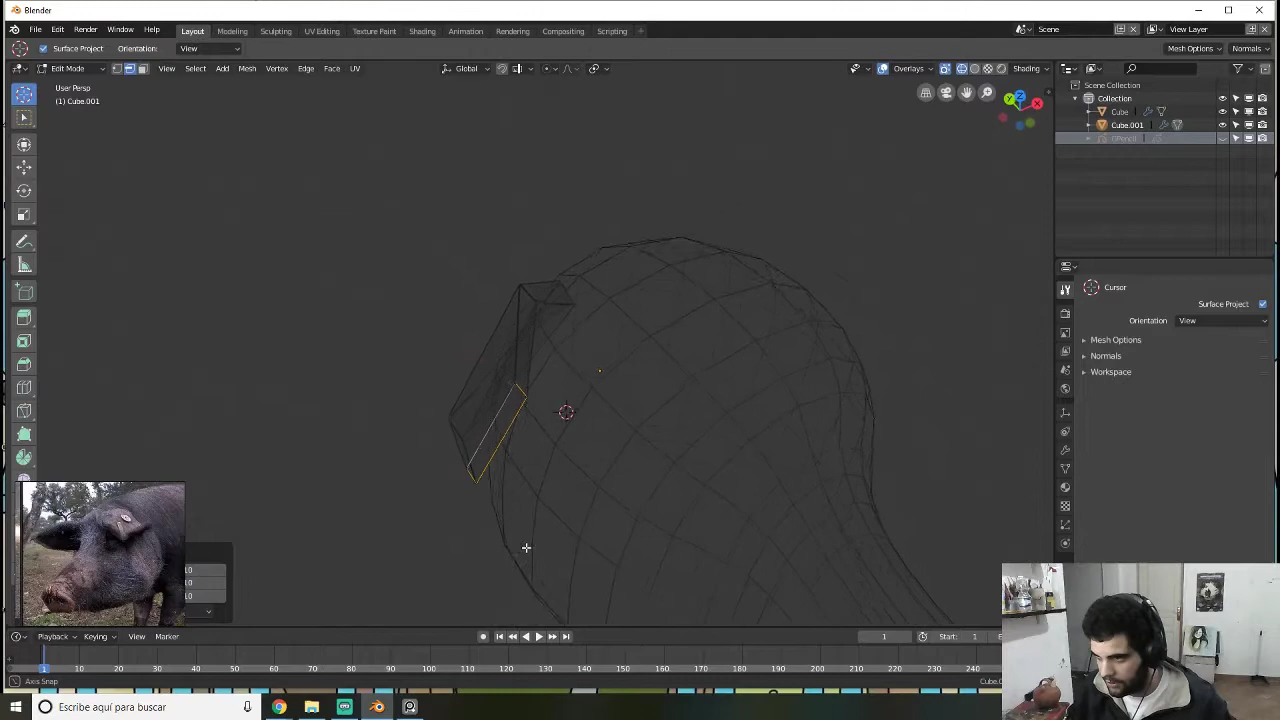 Blender
File Edit Render Window Help
Layout Modeling Sculpting UV Editing Texture Paint Shading Animation Rendering Compositing Scripting +
Scene
View Layer
Surface Project Orientation: View
Mesh Options Normals
Edit Mode View Select Add Mesh Vertex Edge Face UV
Global
Overlays Shading
User Perso
(1) Cube.001
Y Z X
Scene Collection
Collection
Cube
Cube.001
Cursor
Surface Project
Orientation View
Mesh Options
Normals
Workspace
Playback Keying View Marker
1 Start: 1
1 10 20 30 40 50 60 70 80 90 100 110 120 130 140 150 160 170 180 190 200 210 220 230 240
Axis Snap
Escribe aquí para buscar